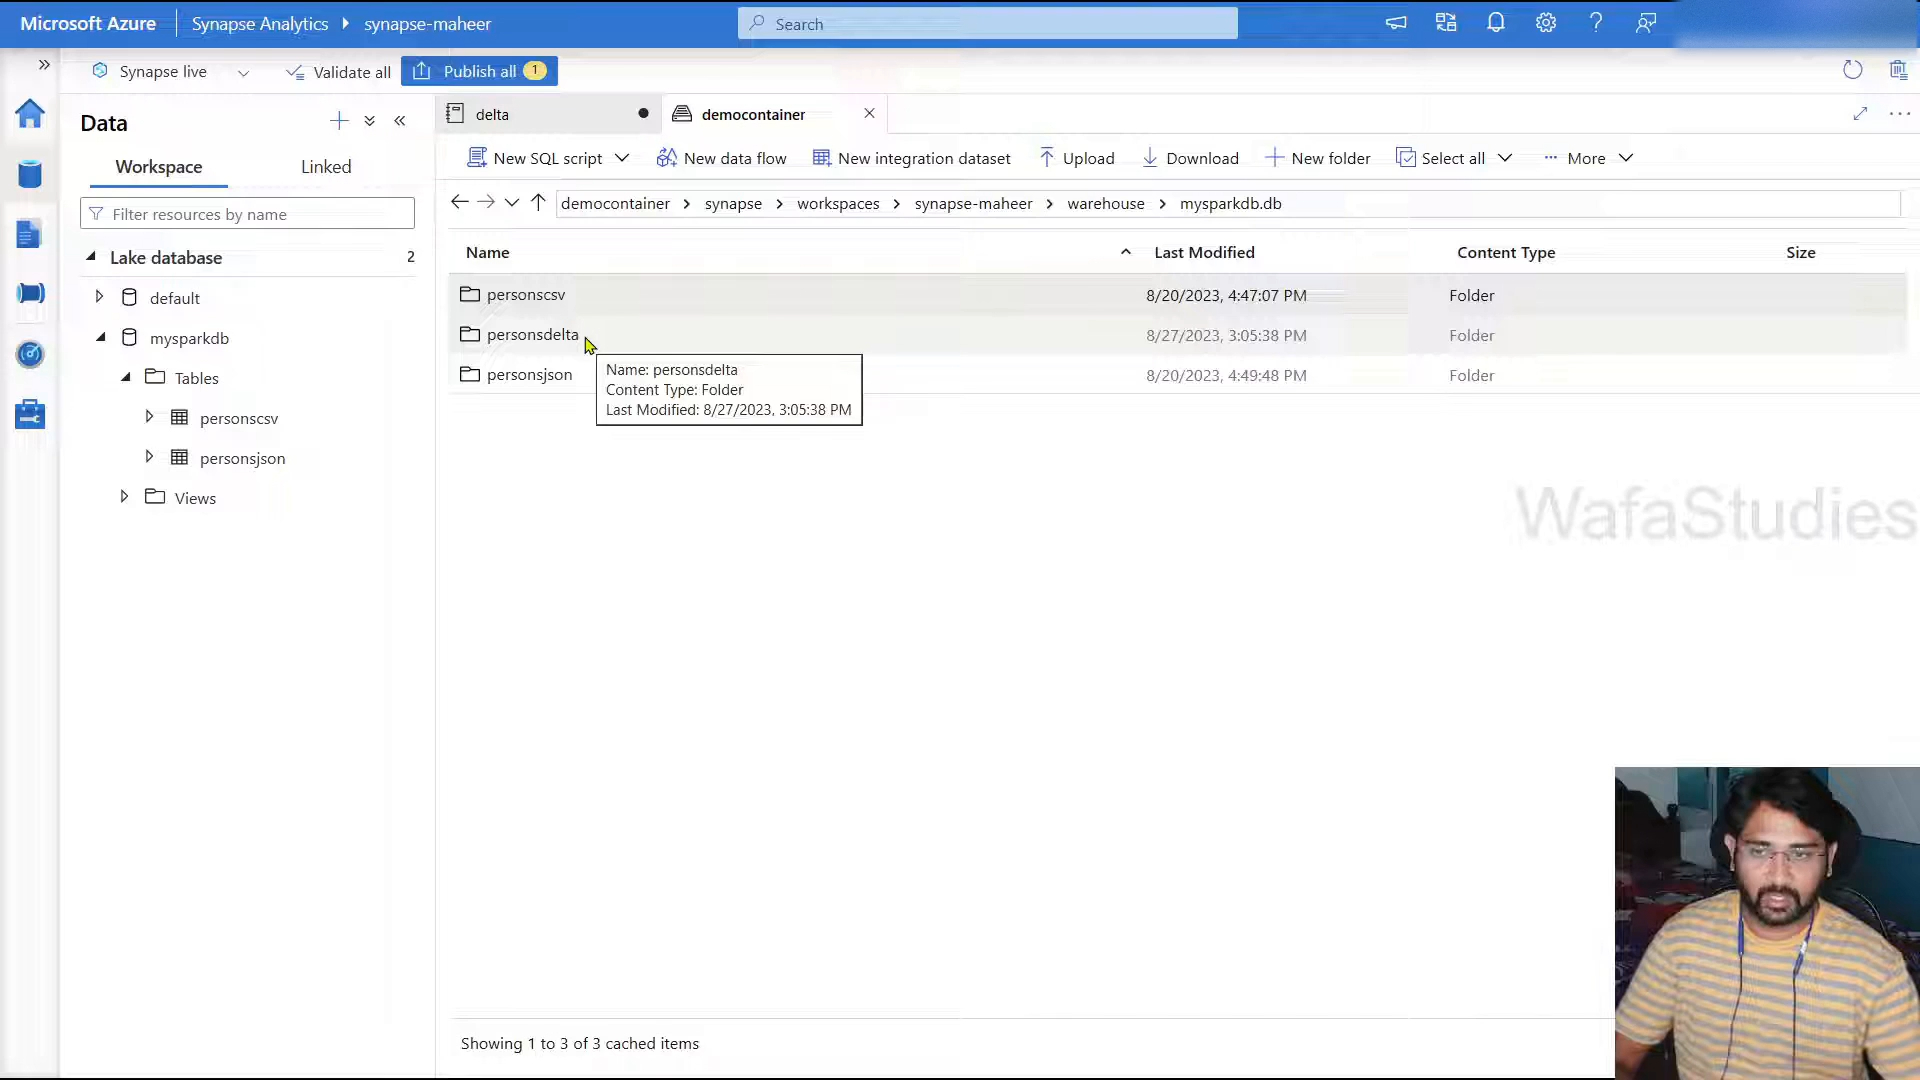 Microsoft Azure
Synapse Analytics
synapse-maheer
Search
Synapse live
Validate all
Publish all
1
Data
Workspace
Linked
Filter resources by name
Lake database
2
default
mysparkdb
Tables
personscsv
personsjson
Views
delta
democontainer
New SQL script
New data flow
New integration dataset
Upload
Download
New folder
Select all
More
democontainer > synapse > workspaces > synapse-maheer > warehouse > mysparkdb.db
Name Last Modified Content Type Size
personscsv 8/20/2023, 4:47:07 PM Folder
personsdelta 8/27/2023, 3:05:38 PM Folder
personsjson 8/20/2023, 4:49:48 PM Folder
Name: personsdelta
Content Type: Folder
Last Modified: 8/27/2023, 3:05:38 PM
WafaStudies
Showing 1 to 3 of 3 cached items